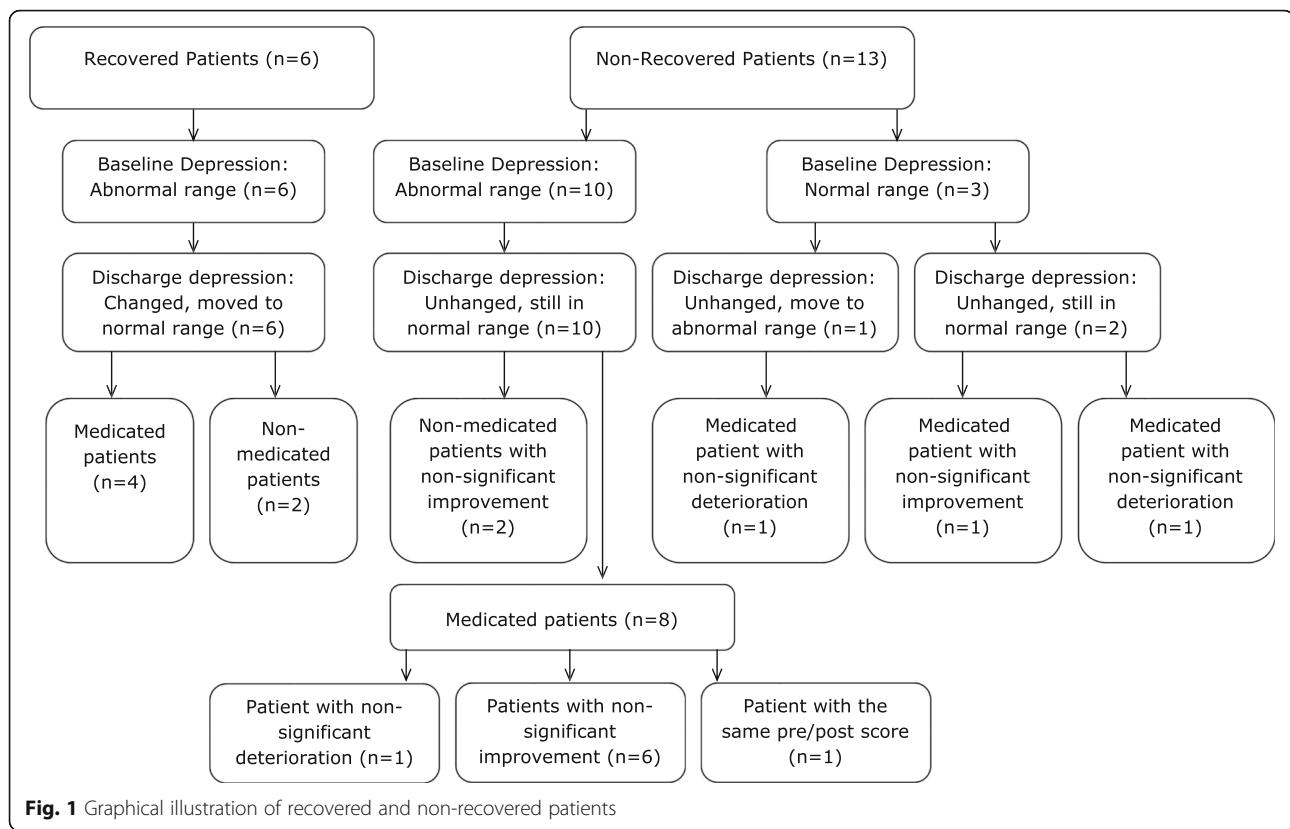 Recovered Patients (n=6)
Non-Recovered Patients (n=13)
Baseline Depression:
Abnormal range (n=6)
Baseline Depression:
Abnormal range (n=10)
Baseline Depression:
Normal range (n=3)
Discharge depression:
Changed, moved to
normal range (n=6)
Discharge depression:
Unhanged, still in
normal range (n=10)
Discharge depression:
Unhanged, move to
abnormal range (n=1)
Discharge depression:
Unhanged, still in
normal range (n=2)
Medicated
patients
(n=4)
Non-
medicated
patients
(n=2)
Non-medicated
patients with
non-significant
improvement
(n=2)
Medicated
patient with
non-significant
deterioration
(n=1)
Medicated
patient with
non-significant
improvement
(n=1)
Medicated
patient with
non-significant
deterioration
(n=1)
Medicated patients (n=8)
Patient with non-
significant
deterioration (n=1)
Patients with non-
significant
improvement (n=6)
Patient with the
same pre/post score
(n=1)
Fig. 1 Graphical illustration of recovered and non-recovered patients